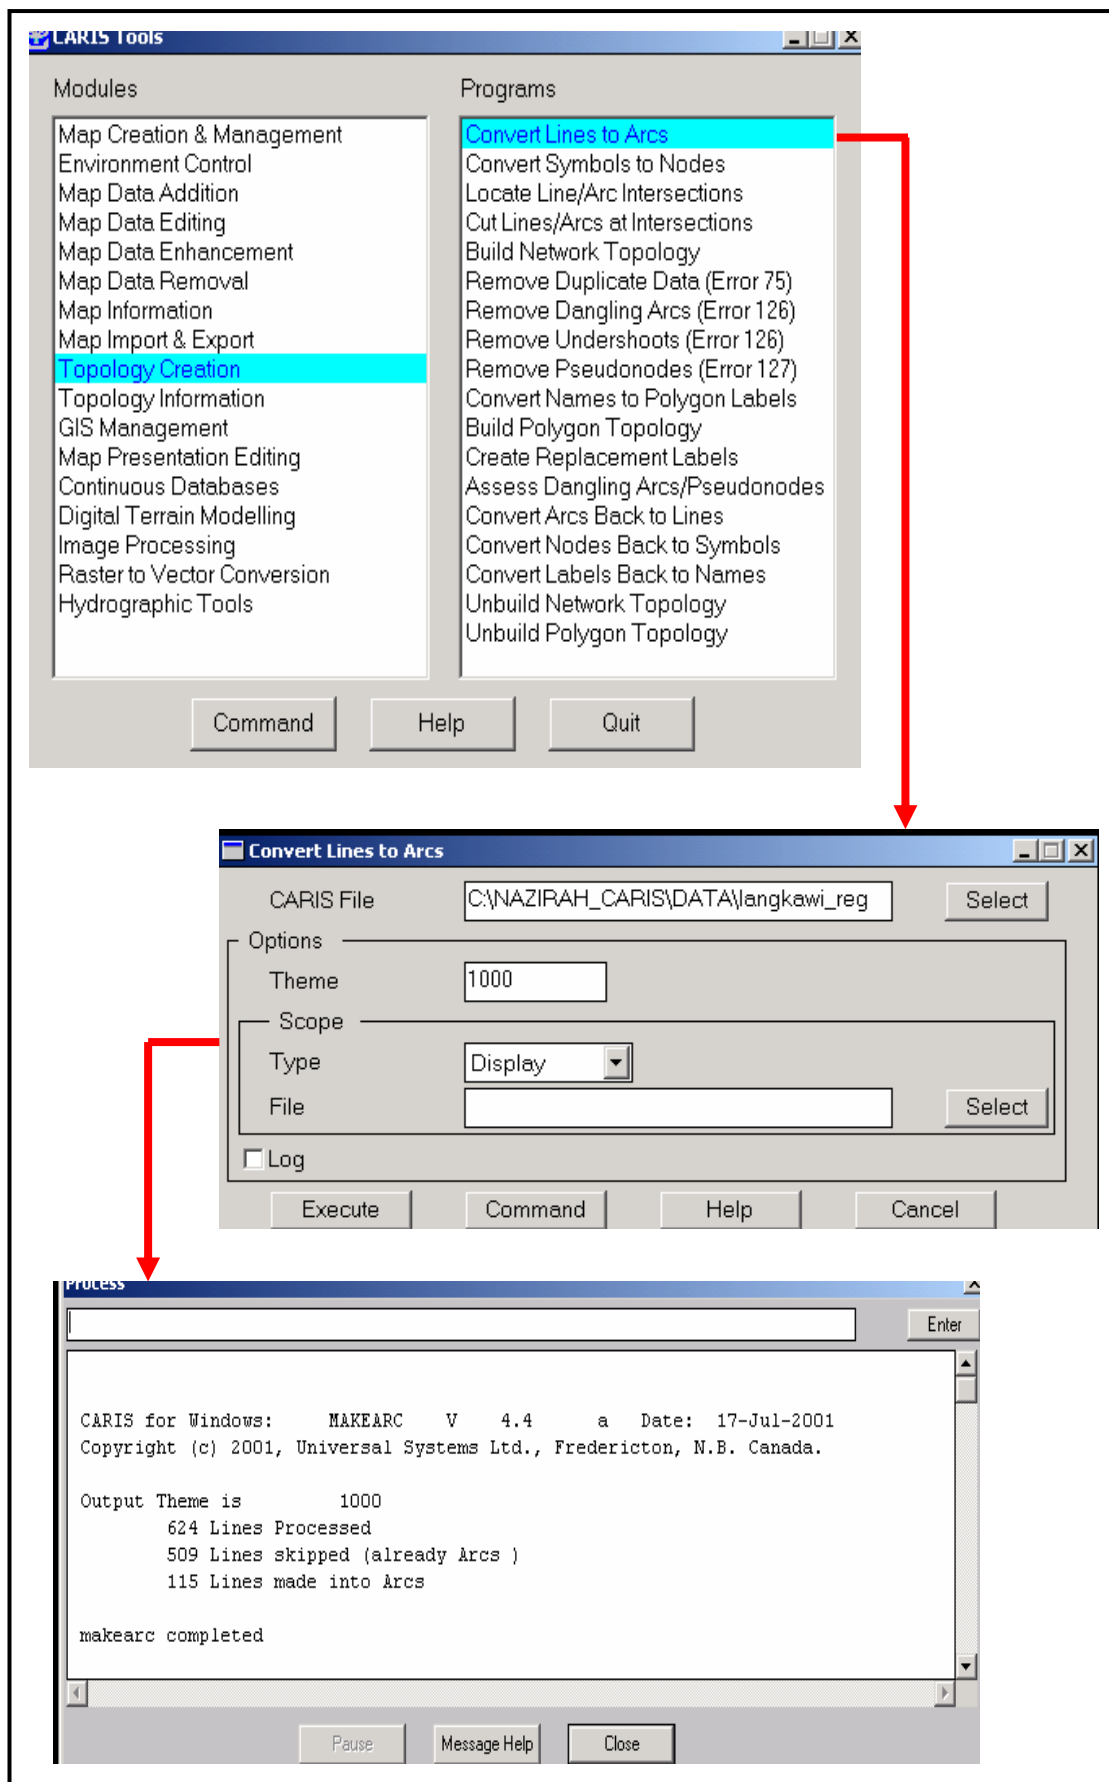 CARIS Tools
Modules
Map Creation & Management
Environment Control
Map Data Addition
Map Data Editing
Map Data Enhancement
Map Data Removal
Map Information
Map Import & Export
Topology Creation
Topology Information
GIS Management
Map Presentation Editing
Continuous Databases
Digital Terrain Modelling
Image Processing
Raster to Vector Conversion
Hydrographic Tools
Programs
Convert Lines to Arcs
Convert Symbols to Nodes
Locate Line/Arc Intersections
Cut Lines/Arcs at Intersections
Build Network Topology
Remove Duplicate Data (Error 75)
Remove Dangling Arcs (Error 126)
Remove Undershoots (Error 126)
Remove Pseudonodes (Error 127)
Convert Names to Polygon Labels
Build Polygon Topology
Create Replacement Labels
Assess Dangling Arcs/Pseudonodes
Convert Arcs Back to Lines
Convert Nodes Back to Symbols
Convert Labels Back to Names
Unbuild Network Topology
Unbuild Polygon Topology
Command Help Quit
Convert Lines to Arcs
CARIS File C:\NAZIRAH_CARIS\DATA\langkawi_reg Select
Options
Theme 1000
Scope
Type Display
File Select
Log
Execute Command Help Cancel
Process
Enter
CARIS for Windows: MAKEARC V 4.4 a Date: 17-Jul-2001
Copyright (c) 2001, Universal Systems Ltd., Fredericton, N.B. Canada.
Output Theme is 1000
624 Lines Processed
509 Lines skipped (already Arcs )
115 Lines made into Arcs
makearc completed
Pause Message Help Close